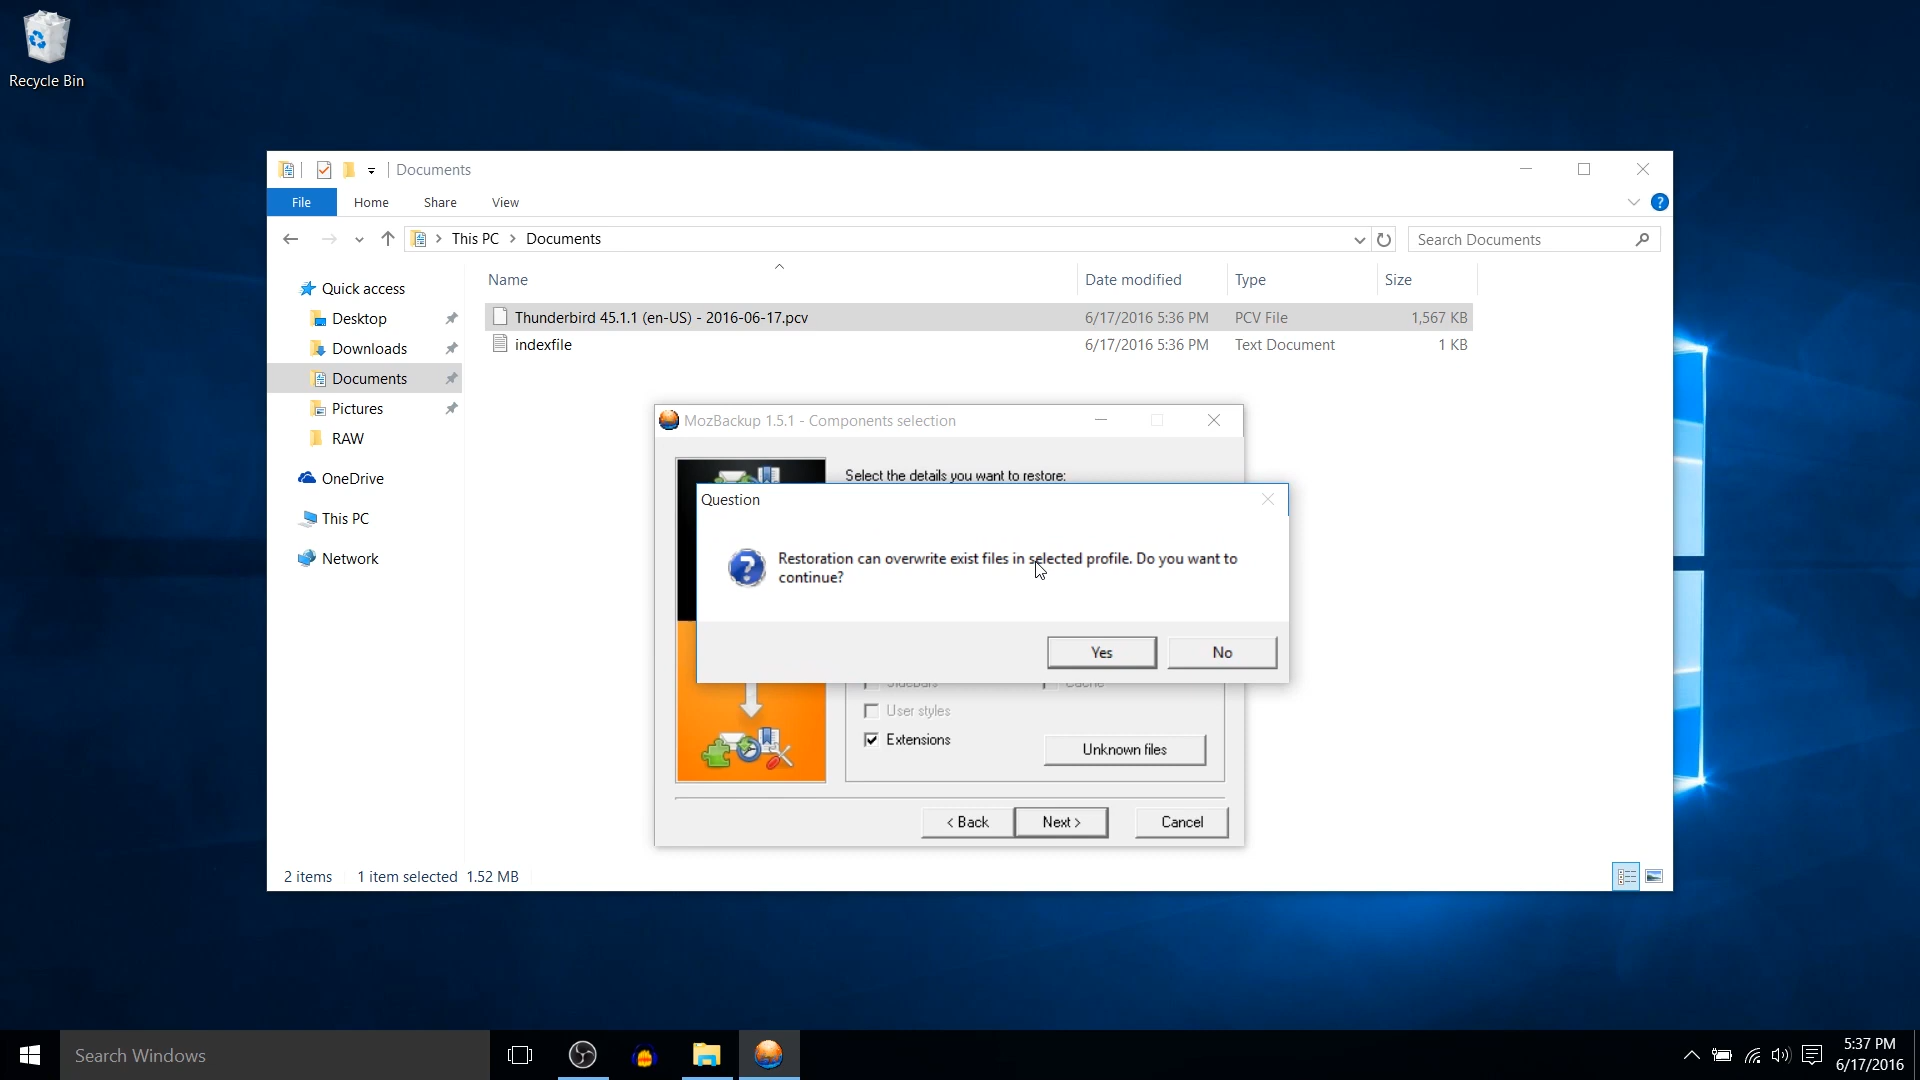 Recycle Bin
Documents
File Home Share View
This PC Documents
Search Documents
Name Date modified Type Size
Quick access
Desktop
Downloads
Documents
Pictures
RAW
OneDrive
This PC
Network
Thunderbird 45.1.1 (en-US) - 2016-06-17.pcv 6/17/2016 5:36 PM PCV File 1,567 KB
indexfile 6/17/2016 5:36 PM Text Document 1 KB
MozBackup 1.5.1 - Components selection
Select the details you want to restore:
Question
Restoration can overwrite exist files in selected profile. Do you want to
continue?
Yes No
User styles
Extensions
Unknown files
< Back Next > Cancel
2 items 1 item selected 1.52 MB
Search Windows
5:37 PM
6/17/2016